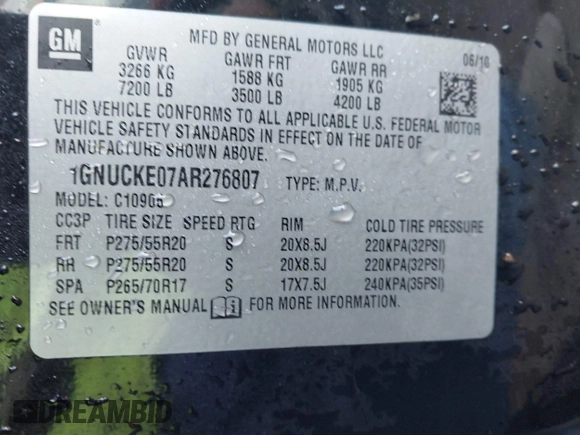 GM
MFD BY GENERAL MOTORS LLC
06/10
GVWR GAWR FRT GAWR RR
3266 KG 1588 KG 1905 KG
7200 LB 3500 LB 4200 LB
THIS VEHICLE CONFORMS TO ALL APPLICABLE U.S. FEDERAL MOTOR
VEHICLE SAFETY STANDARDS IN EFFECT ON THE DATE OF
MANUFACTURE SHOWN ABOVE.
1GNUCKE07AR276807 TYPE: M.P.V.
MODEL: C10906
CC3P TIRE SIZE SPEED RTG RIM COLD TIRE PRESSURE
FRT P275/55R20 S 20X8.5J 220KPA(32PSI)
RR P275/55R20 S 20X8.5J 220KPA(32PSI)
SPA P265/70R17 S 17X7.5J 240KPA(35PSI)
SEE OWNER'S MANUAL FOR MORE INFORMATION.
DREAMBID